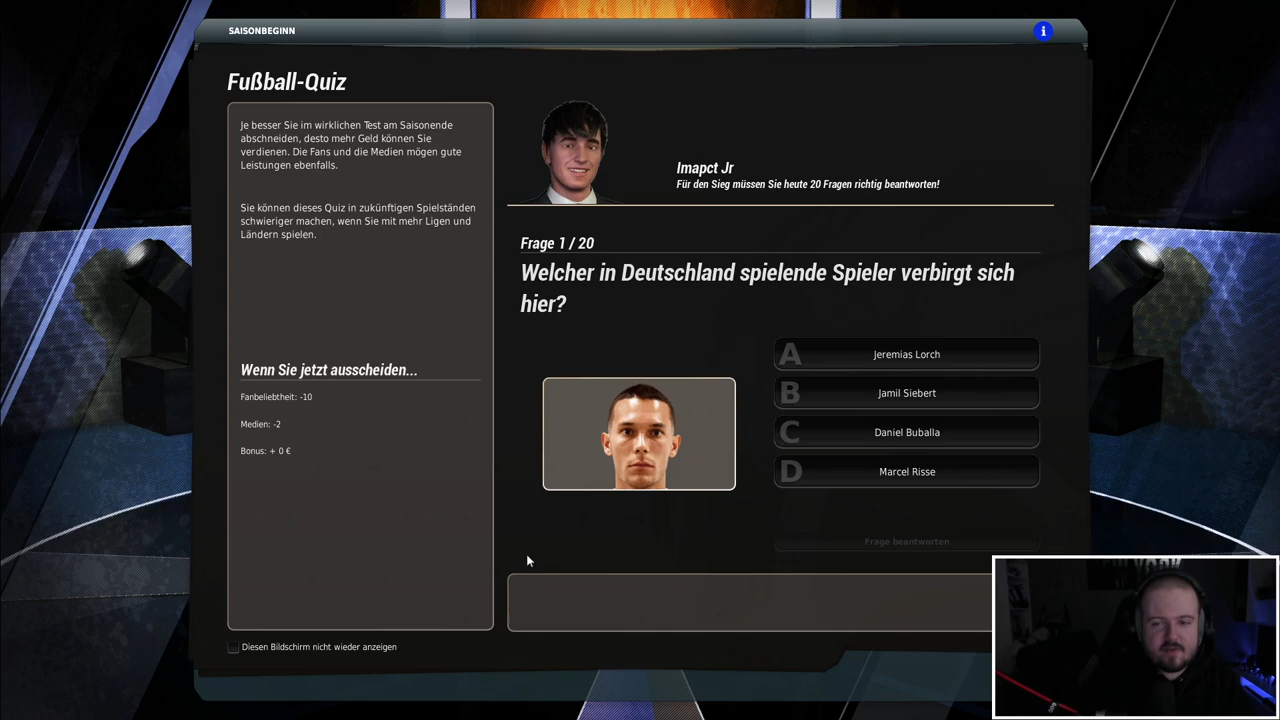 SAISONBEGINN
i
Fußball-Quiz
Je besser Sie im wirklichen Test am Saisonende
abschneiden, desto mehr Geld können Sie
verdienen. Die Fans und die Medien mögen gute
Leistungen ebenfalls.
Sie können dieses Quiz in zukünftigen Spielständen
schwieriger machen, wenn Sie mit mehr Ligen und
Ländern spielen.
Wenn Sie jetzt ausscheiden...
Fanbeliebtheit: -10
Medien: -2
Bonus: + 0 €
Diesen Bildschirm nicht wieder anzeigen
Imapct Jr
Für den Sieg müssen Sie heute 20 Fragen richtig beantworten!
Frage 1 / 20
Welcher in Deutschland spielende Spieler verbirgt sich
hier?
A Jeremias Lorch
B Jamil Siebert
C Daniel Buballa
D Marcel Risse
Frage beantworten